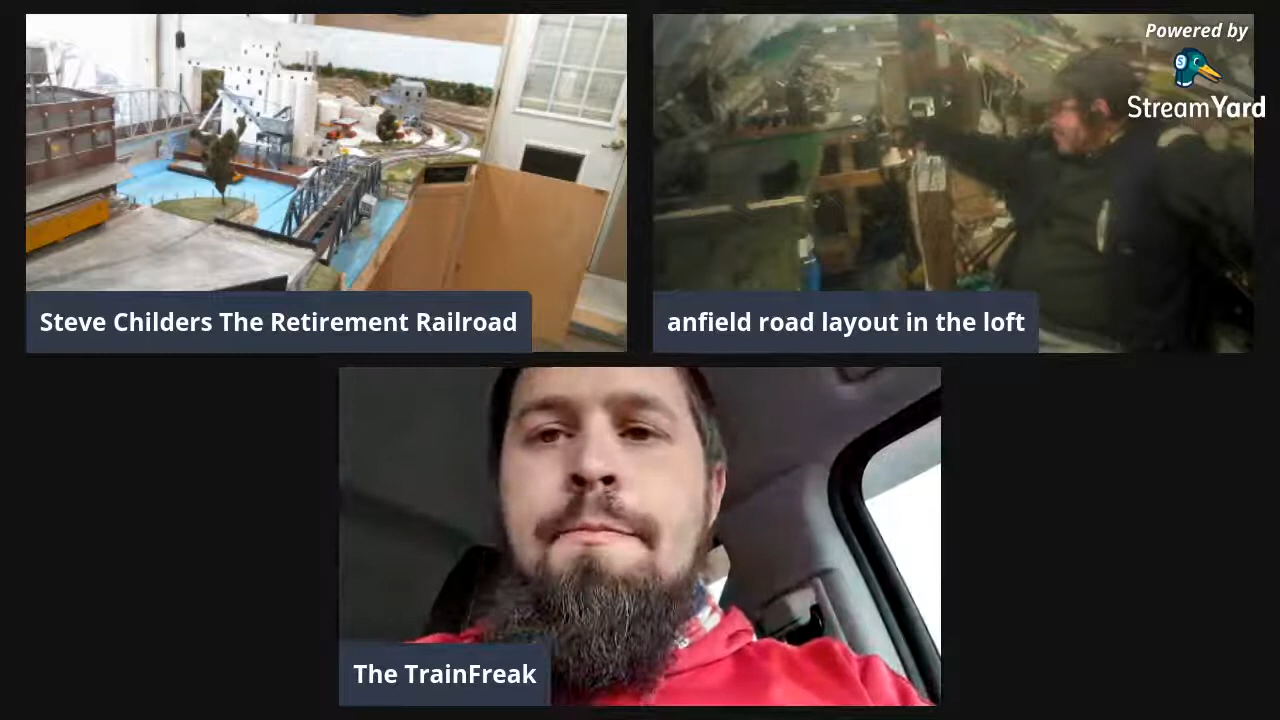 Powered by
StreamYard
Steve Childers The Retirement Railroad
anfield road layout in the loft
The TrainFreak